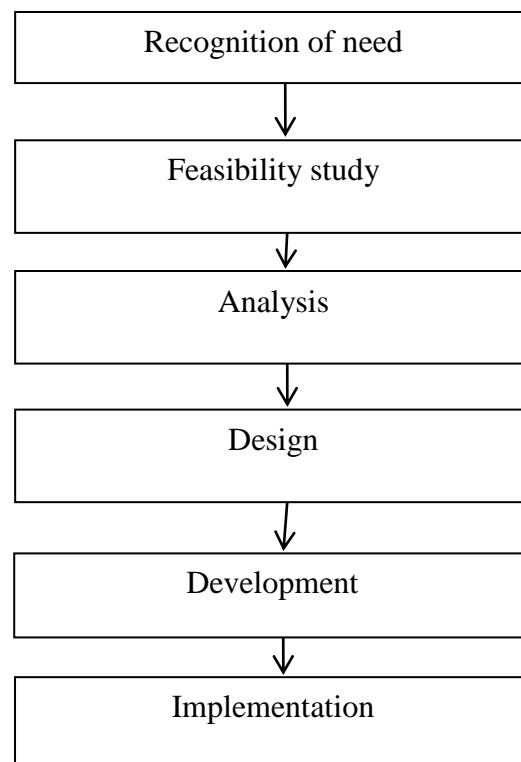 Recognition of need
Feasibility study
Analysis
Design
Development
Implementation